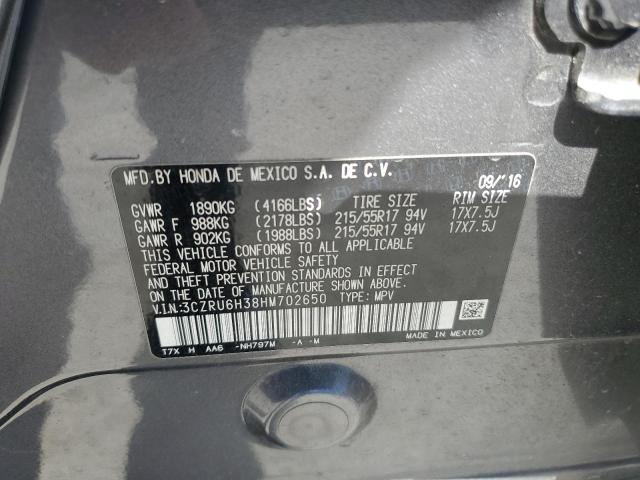 MFD.BY HONDA DE MEXICO S.A. DE C.V. 09/'16
GVWR 1890KG (4166LBS) TIRE SIZE RIM SIZE
GAWR F 988KG (2178LBS) 215/55R17 94V 17X7.5J
GAWR R 902KG (1988LBS) 215/55R17 94V 17X7.5J
THIS VEHICLE CONFORMS TO ALL APPLICABLE
FEDERAL MOTOR VEHICLE SAFETY
AND THEFT PREVENTION STANDARDS IN EFFECT
ON THE DATE OF MANUFACTURE SHOWN ABOVE.
V.I.N.:3CZRU6H38HM702650 TYPE: MPV
T7X H AA6 -NH797M -A -M MADE IN MEXICO